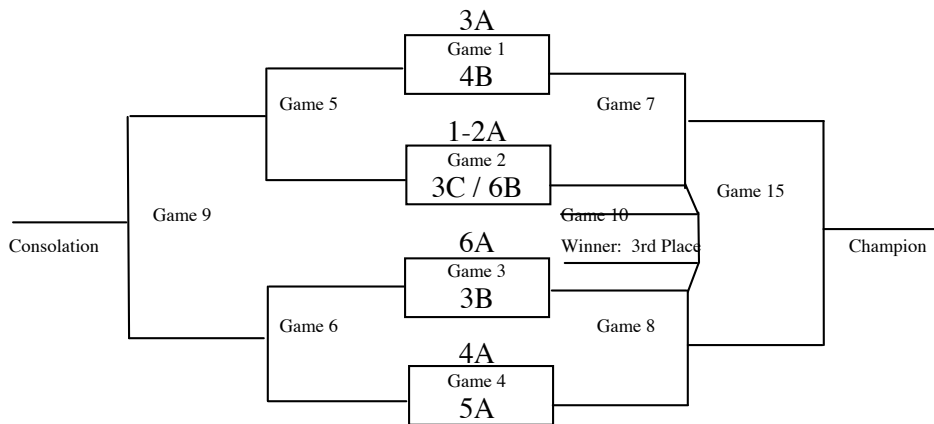 3A
Game 1
4B
Game 5
Game 7
1-2A
Game 2
3C / 6B
Game 15
Game 9
Game 10
Consolation
6A
Winner: 3rd Place
Champion
Game 3
3B
Game 6
Game 8
4A
Game 4
5A